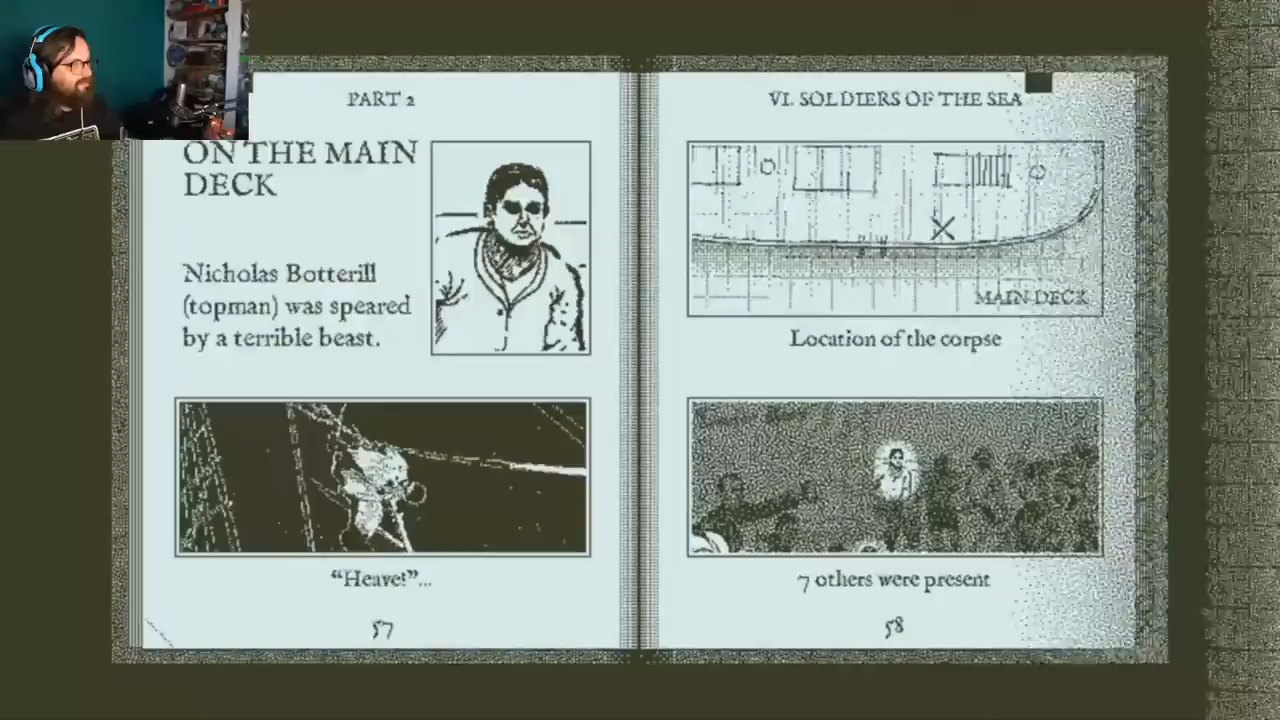 PART 2
ON THE MAIN
DECK
Nicholas Botterill
(topman) was speared
by a terrible beast.
“Heave!”...
57
VI. SOLDIERS OF THE SEA
MAIN DECK
Location of the corpse
7 others were present
58